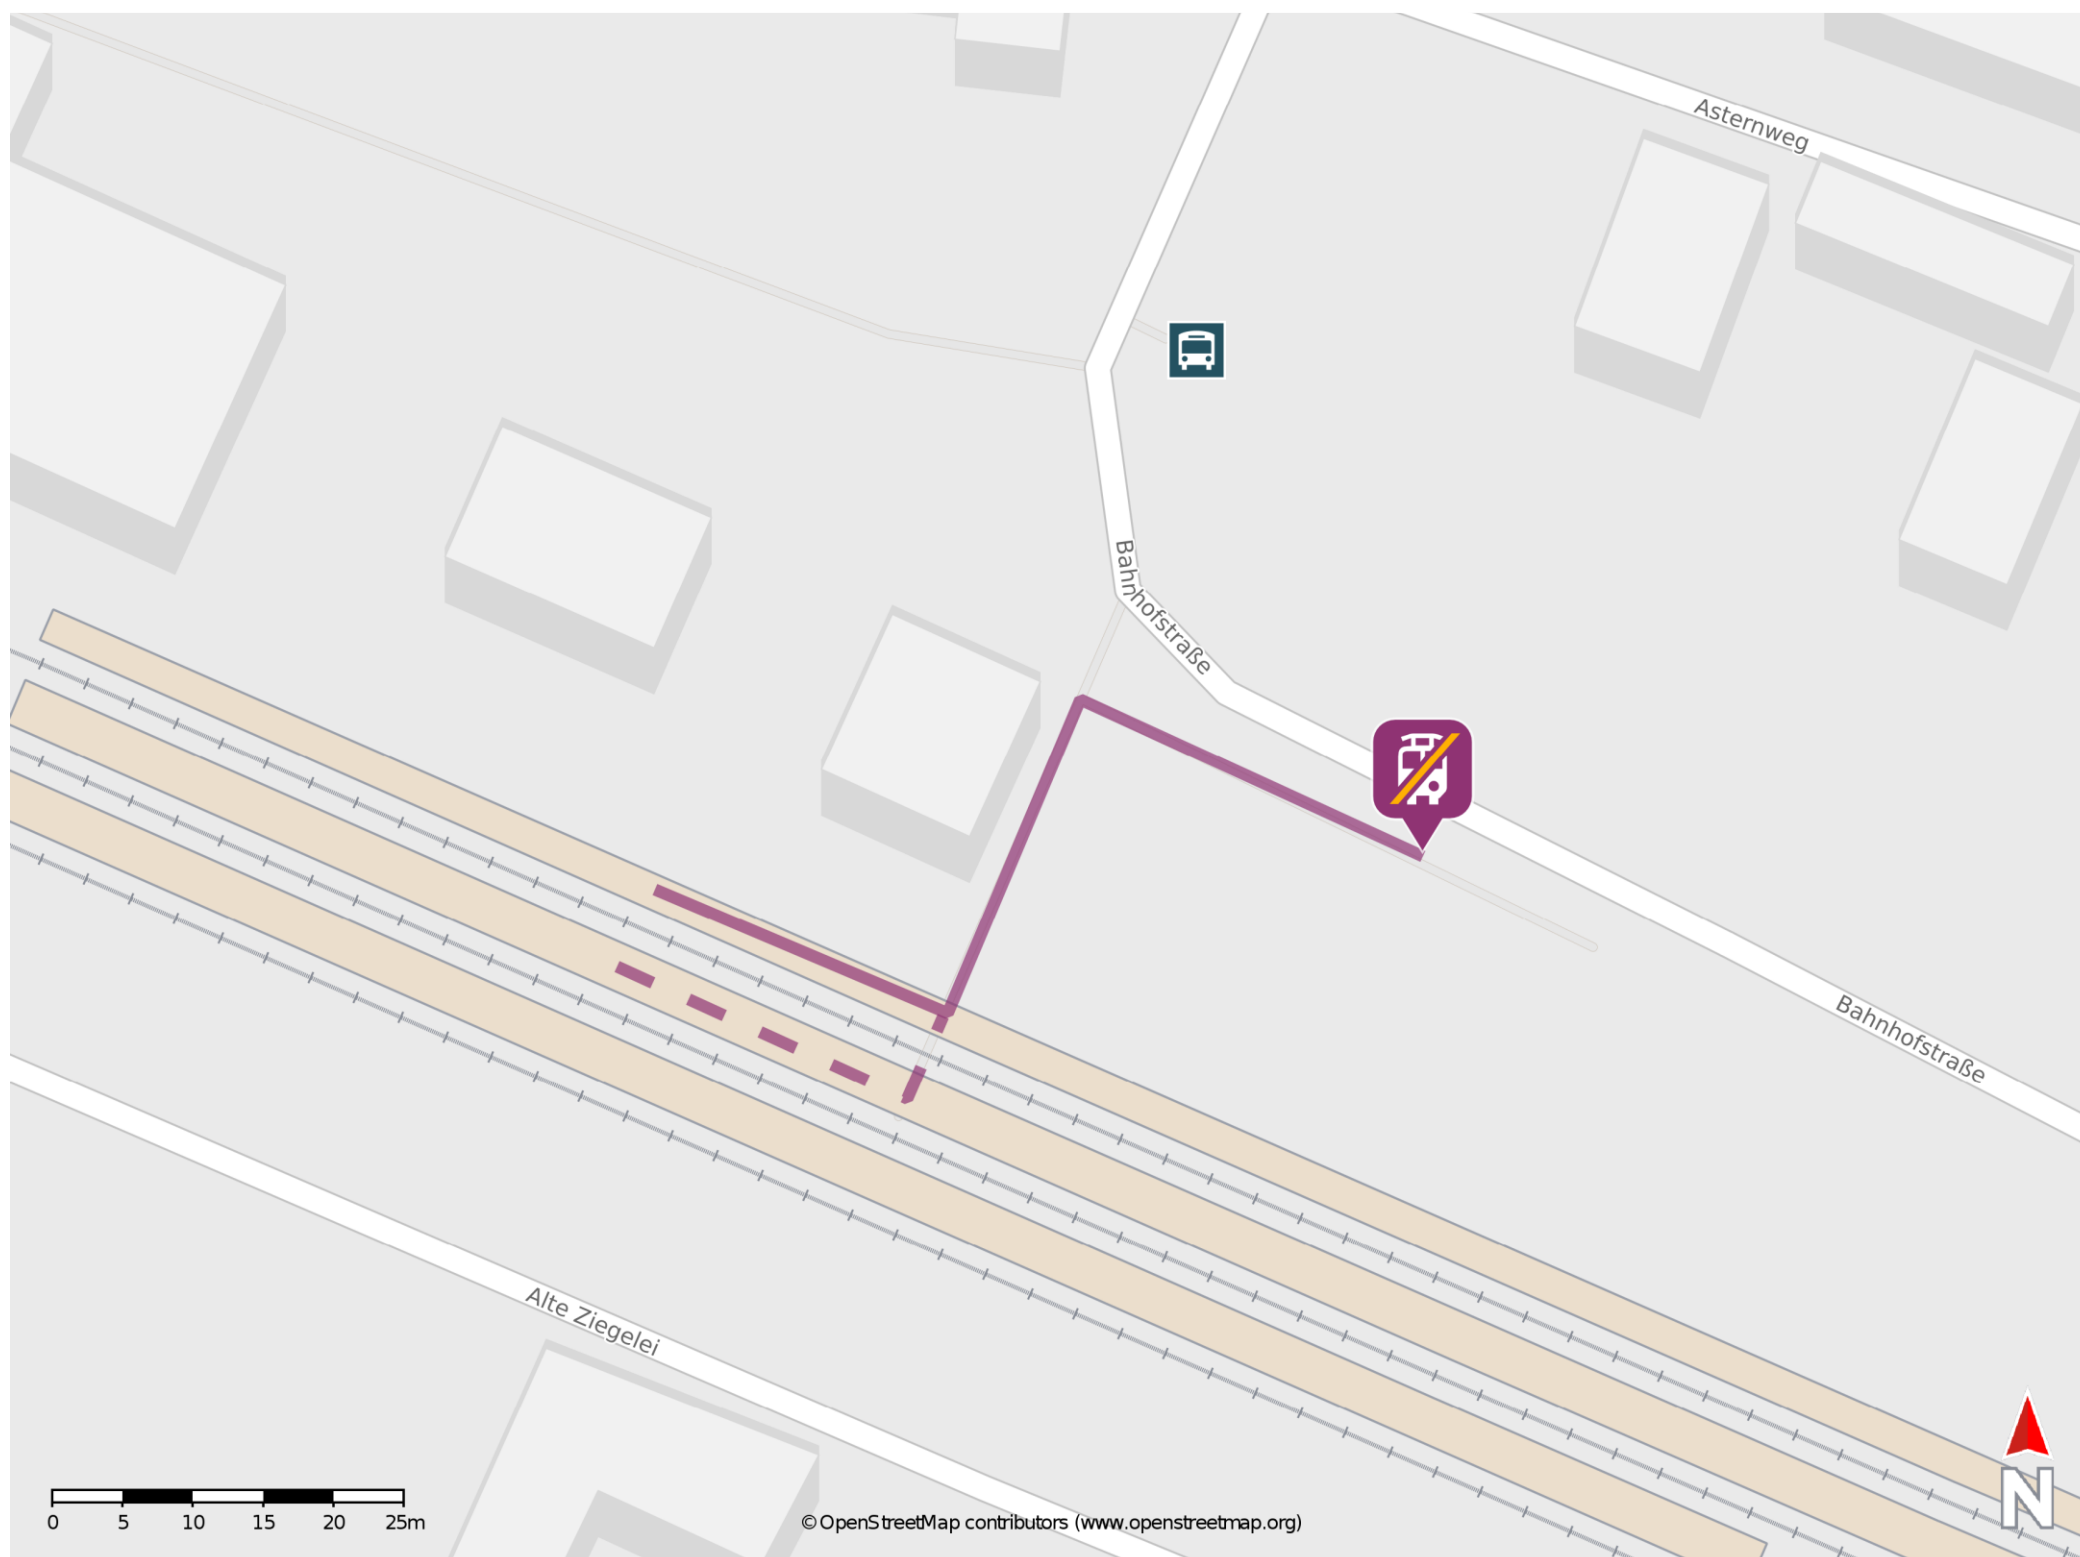 Asternweg
Bahnhofstraße
Bahnhofstraße
Alte Ziegelei
0 5 10 15 20 25m
© OpenStreetMap contributors (www.openstreetmap.org)
N